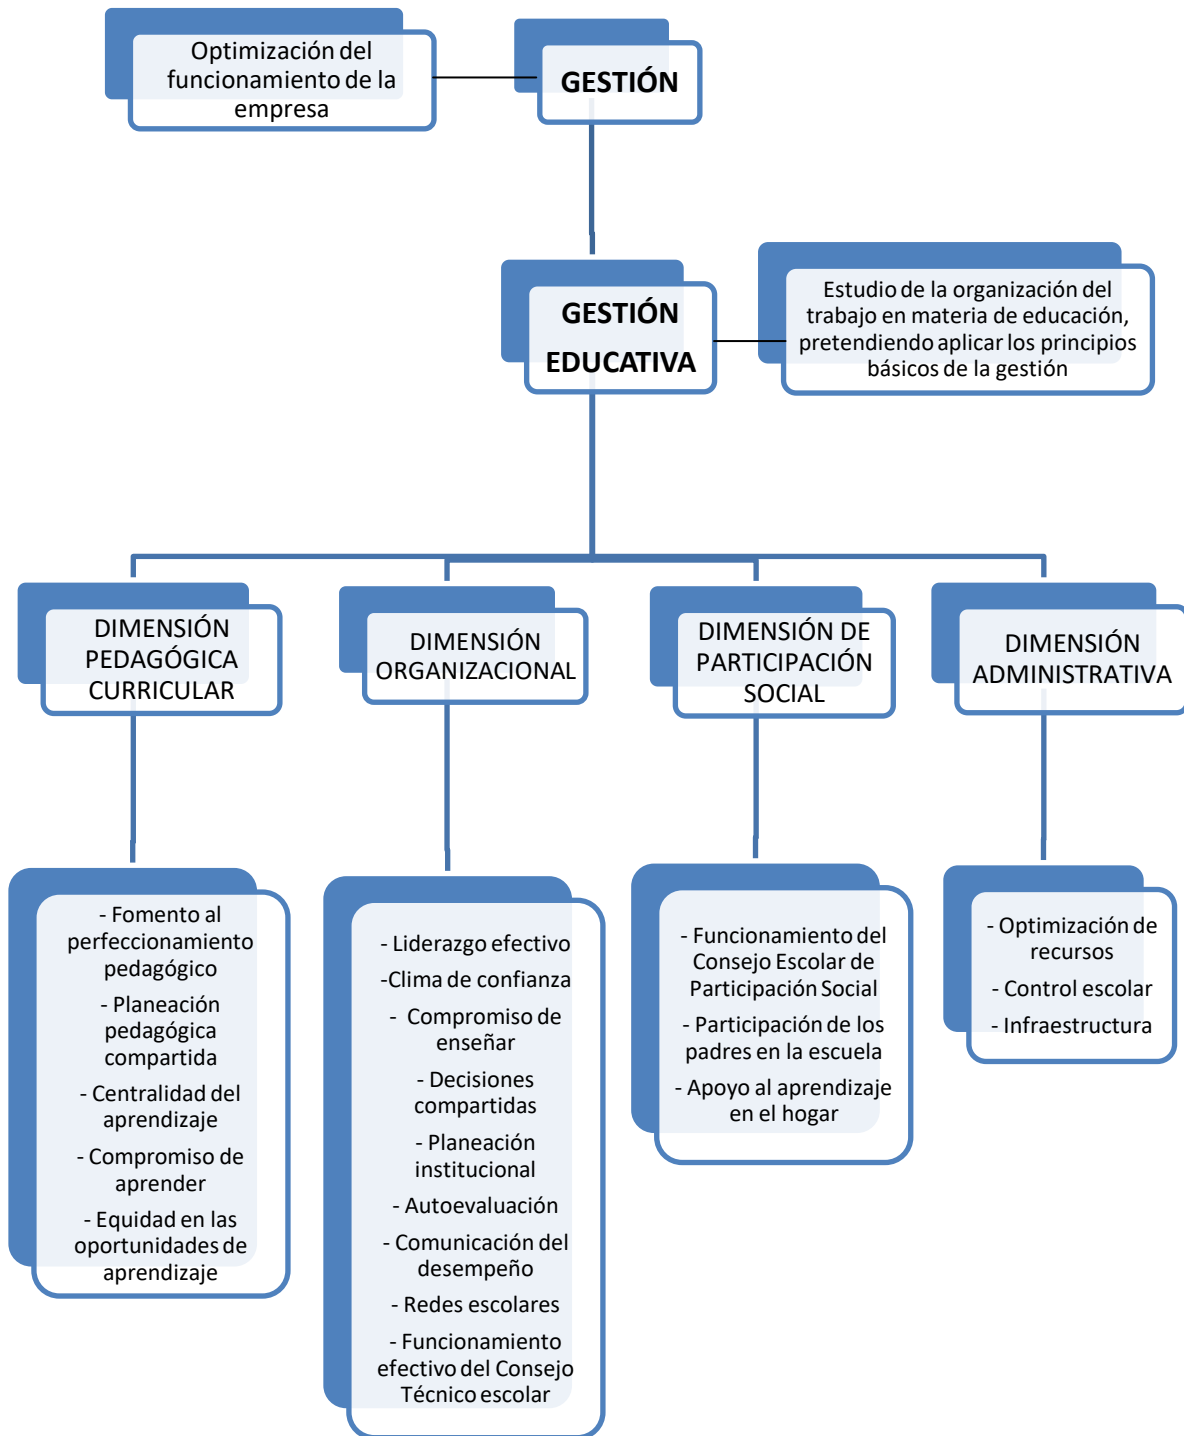 Optimización del
funcionamiento de la
empresa
GESTIÓN
GESTIÓN
EDUCATIVA
Estudio de la organización del
trabajo en materia de educación,
pretendiendo aplicar los principios
básicos de la gestión
DIMENSIÓN
PEDAGÓGICA
CURRICULAR
DIMENSIÓN
ORGANIZACIONAL
DIMENSIÓN DE
PARTICIPACIÓN
SOCIAL
DIMENSIÓN
ADMINISTRATIVA
- Fomento al
perfeccionamiento
pedagógico
- Planeación
pedagógica
compartida
- Centralidad del
aprendizaje
- Compromiso de
aprender
- Equidad en las
oportunidades de
aprendizaje
- Liderazgo efectivo
-Clima de confianza
- Compromiso de
enseñar
- Decisiones
compartidas
- Planeación
institucional
- Autoevaluación
- Comunicación del
desempeño
- Redes escolares
- Funcionamiento
efectivo del Consejo
Técnico escolar
- Funcionamiento del
Consejo Escolar de
Participación Social
- Participación de los
padres en la escuela
- Apoyo al aprendizaje
en el hogar
- Optimización de
recursos
- Control escolar
- Infraestructura